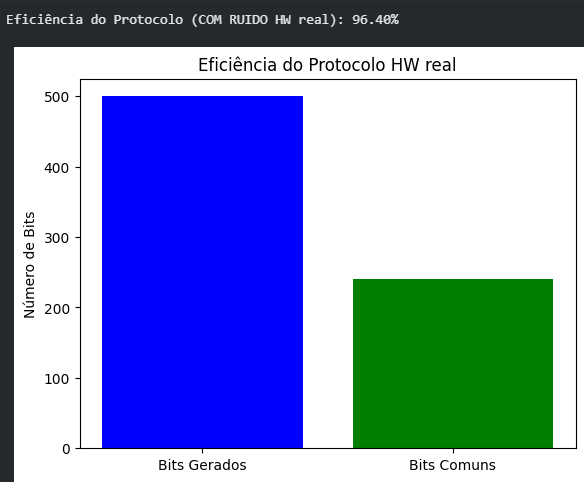 Eficiência do Protocolo (COM RUIDO HW real): 96.40%
Eficiência do Protocolo HW real
500
400
300
200
100
0
Número de Bits
Bits Gerados
Bits Comuns